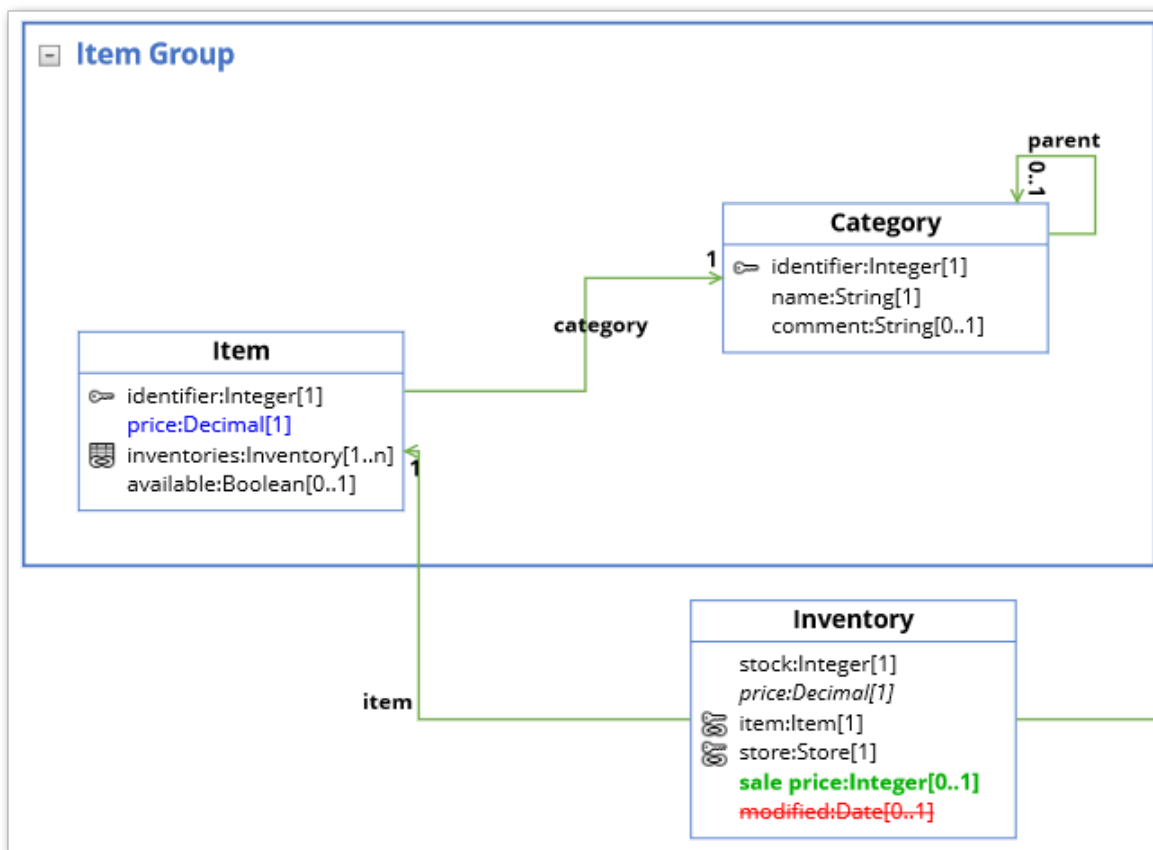 Item Group
parent
0..1
Category
identifier:Integer[1]
name:String[1]
comment:String[0..1]
1
category
Item
identifier:Integer[1]
price:Decimal[1]
inventories:Inventory[1..n]
available:Boolean[0..1]
1
item
Inventory
stock:Integer[1]
price:Decimal[1]
item:Item[1]
store:Store[1]
sale price:Integer[0..1]
modified:Date[0..1]